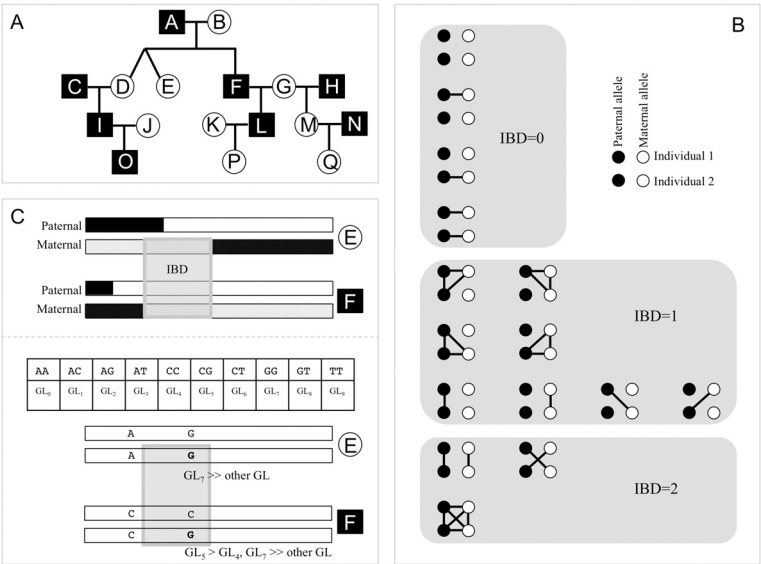 A
A B
C D E F G H
I J K L M N
O P Q
B
Paternal allele
Maternal allele
Individual 1
Individual 2
IBD=0
IBD=1
IBD=2
C
Paternal
Maternal
E
IBD
Paternal
Maternal
F
AA AC AG AT CC CG CT GG GT TT
GL₀ GL₁ GL₂ GL₃ GL₄ GL₅ GL₆ GL₇ GL₈ GL₉
A G
A G
E
GL₇ >> other GL
C C
C G
F
GL₅ > GL₄, GL₇ >> other GL